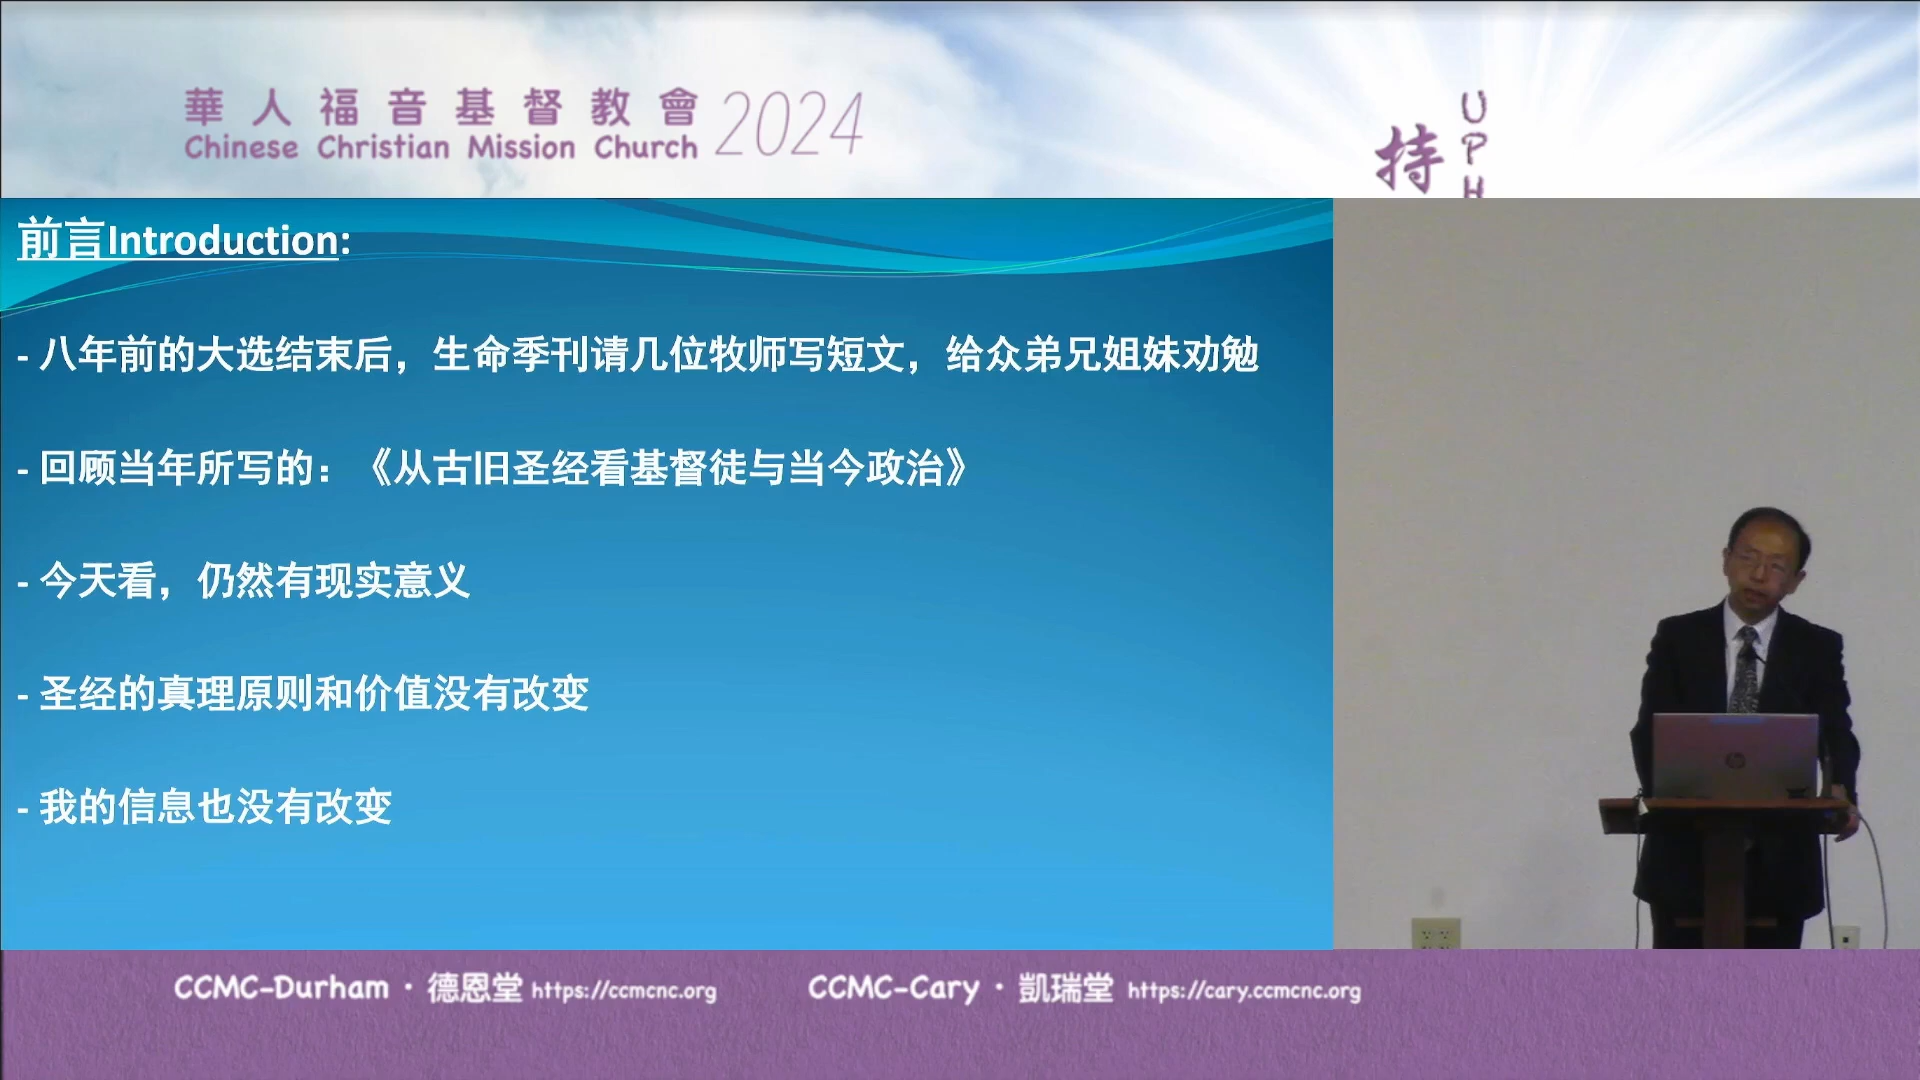 華人福音基督教會 2024
Chinese Christian Mission Church
持
UPH
前言Introduction:
- 八年前的大选结束后，生命季刊请几位牧师写短文，给众弟兄姐妹劝勉
- 回顾当年所写的：《从古旧圣经看基督徒与当今政治》
- 今天看，仍然有现实意义
- 圣经的真理原则和价值没有改变
- 我的信息也没有改变
hp
CCMC-Durham · 德恩堂 https://ccmcnc.org
CCMC-Cary · 凱瑞堂 https://cary.ccmcnc.org